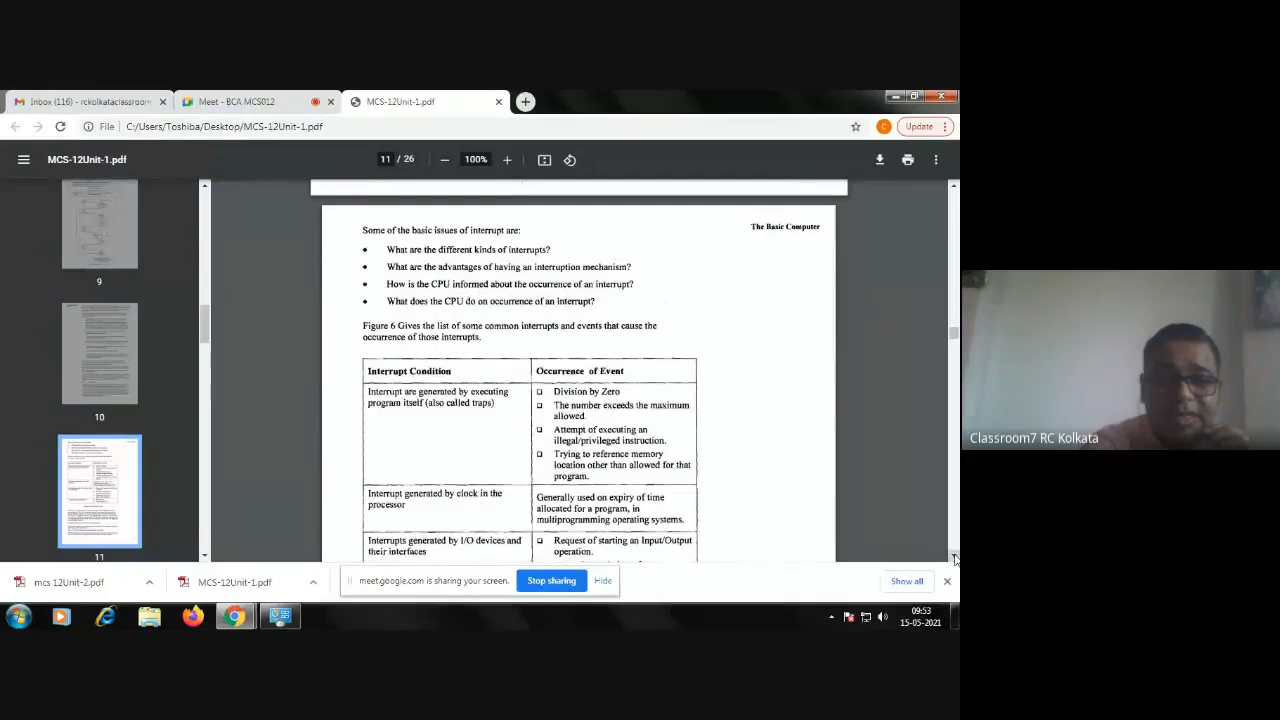 Inbox (116) - rckolkataclassroom
Meet - BCA MCS012
MCS-12Unit-1.pdf
File
C:/Users/Toshiba/Desktop/MCS-12Unit-1.pdf
C
Update
MCS-12Unit-1.pdf
11 / 26
100%
9
10
11
The Basic Computer
Some of the basic issues of interrupt are:
• What are the different kinds of interrupts?
• What are the advantages of having an interruption mechanism?
• How is the CPU informed about the occurrence of an interrupt?
• What does the CPU do on occurrence of an interrupt?
Figure 6 Gives the list of some common interrupts and events that cause the
occurrence of those interrupts.
Interrupt Condition
Occurrence of Event
Interrupt are generated by executing
program itself (also called traps)
Division by Zero
The number exceeds the maximum
allowed.
Attempt of executing an
illegal/privileged instruction.
Trying to reference memory
location other than allowed for that
program.
Interrupt generated by clock in the
processor
Generally used on expiry of time
allocated for a program, in
multiprogramming operating systems.
Interrupts generated by I/O devices and
their interfaces
Request of starting an Input/Output
operation.
Classroom7 RC Kolkata
mcs 12Unit-2.pdf
MCS-12Unit-1.pdf
meet.google.com is sharing your screen.
Stop sharing
Hide
Show all
09:53
15-05-2021